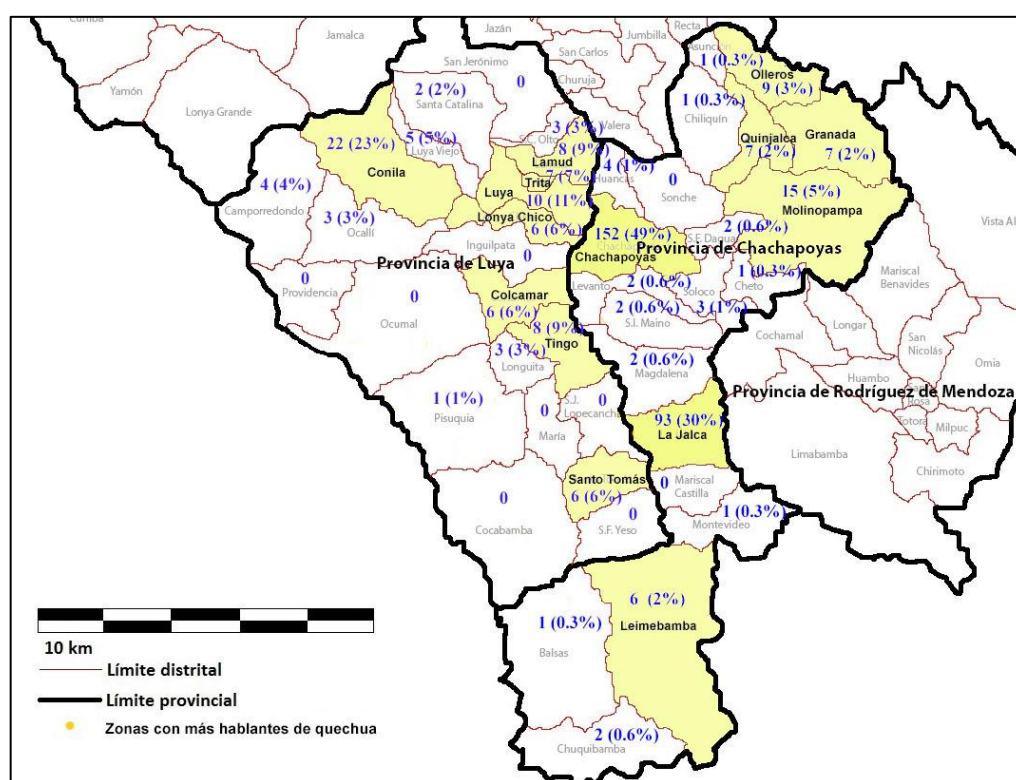 Cumba
Jamalca
Jazán
Jumbilla
Recta
Asunción
1 (0.3%)
San Carlos
San Jerónimo
0
Churuja
Olleros
9 (3%)
Yamón
Lonya Grande
2 (2%)
Santa Catalina
1 (0.3%)
Chiliquín
3 (3%)
Valera
S.C. Olto
22 (23%)
5 (5%)
Luya Viejo
8 (9%)
Lamud
Quinjalca
7 (2%)
Granada
7 (2%)
Conila
7 (7%)
Trita
4 (1%)
Huancas
0
Sonche
4 (4%)
Camporredondo
Luya
10 (11%)
15 (5%)
Molinopampa
3 (3%)
Ocallí
Lonya Chico
6 (6%)
152 (49%)
Chachapoyas
2 (0.6%)
S.F. Dagua
Vista Al
Inguilpata
0
Provincia de Luya
Provincia de Chachapoyas
0
Providencia
0
Ocumal
Levanto
2 (0.6%)
Soloco
1 (0.3%)
Cheto
Mariscal
Benavides
Colcamar
6 (6%)
2 (0.6%)
S.I. Maino
3 (1%)
8 (9%)
Tingo
Cochamal
Longar
San
Nicolás
3 (3%)
Longuita
2 (0.6%)
Magdalena
Omia
Huambo
Rosa
Provincia de Rodríguez de Mendoza
1 (1%)
Pisuquia
0
María
S.J.
Lopecancha
0
93 (30%)
La Jalca
Totora
Milpuc
Limabamba
Chirimoto
Santo Tomás
6 (6%)
0
Mariscal
Castilla
0
Cocabamba
0
S.F. Yeso
1 (0.3%)
Montevideo
6 (2%)
Leimebamba
1 (0.3%)
Balsas
2 (0.6%)
Chuquibamba
10 km
Límite distrital
Límite provincial
Zonas con más hablantes de quechua